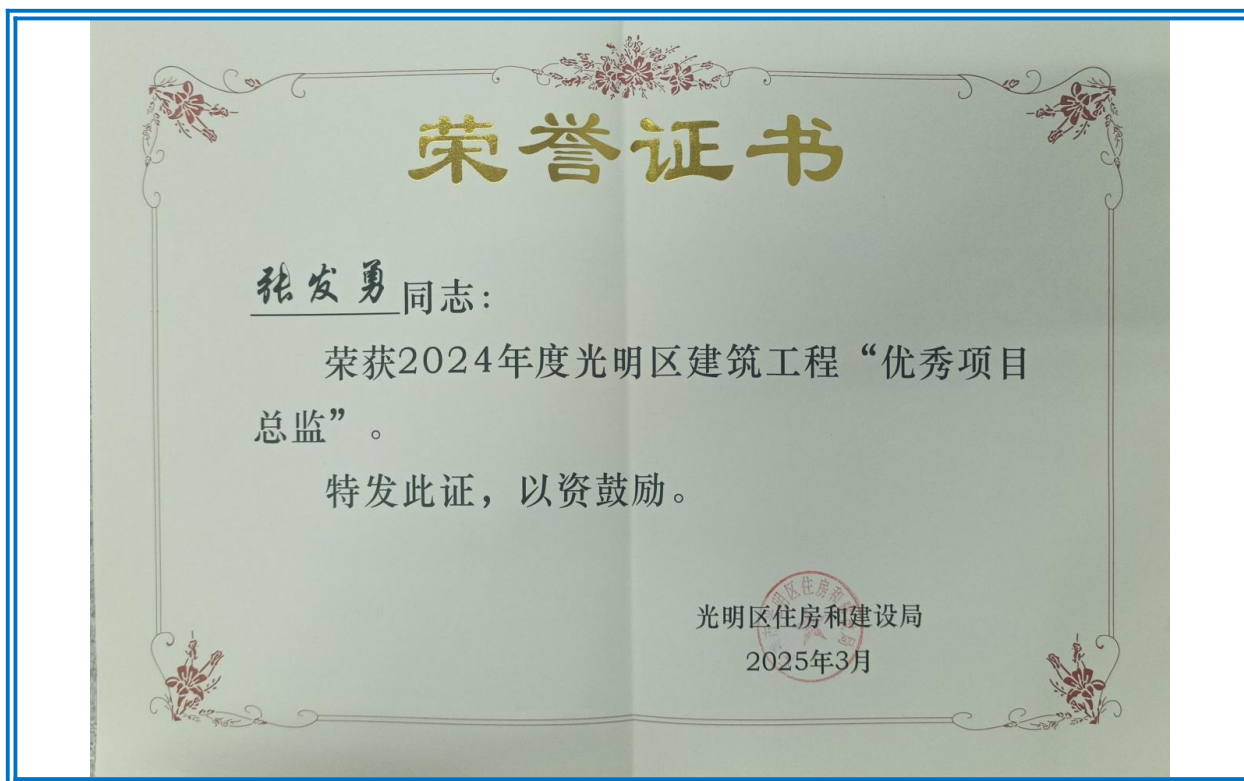 荣誉证书
张发勇同志：
荣获2024年度光明区建筑工程“优秀项目
总监”。
特发此证，以资鼓励。
光明区住房和建设局
2025年3月